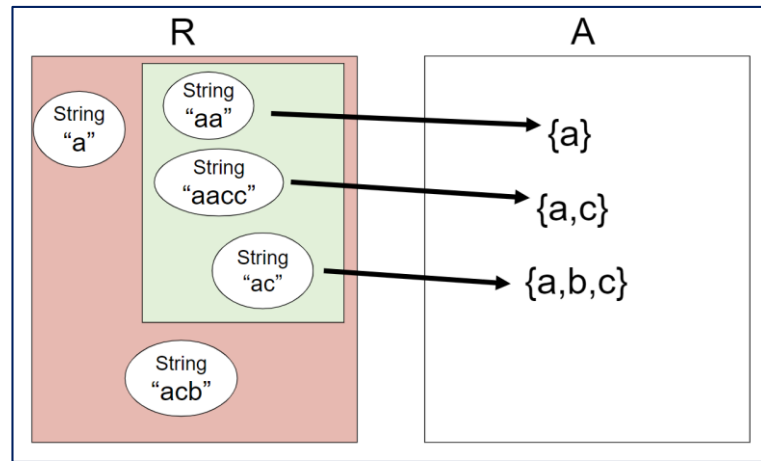 R
A
String
“a”
String
“aa”
{a}
String
“aacc”
{a,c}
String
“ac”
{a,b,c}
String
“acb”